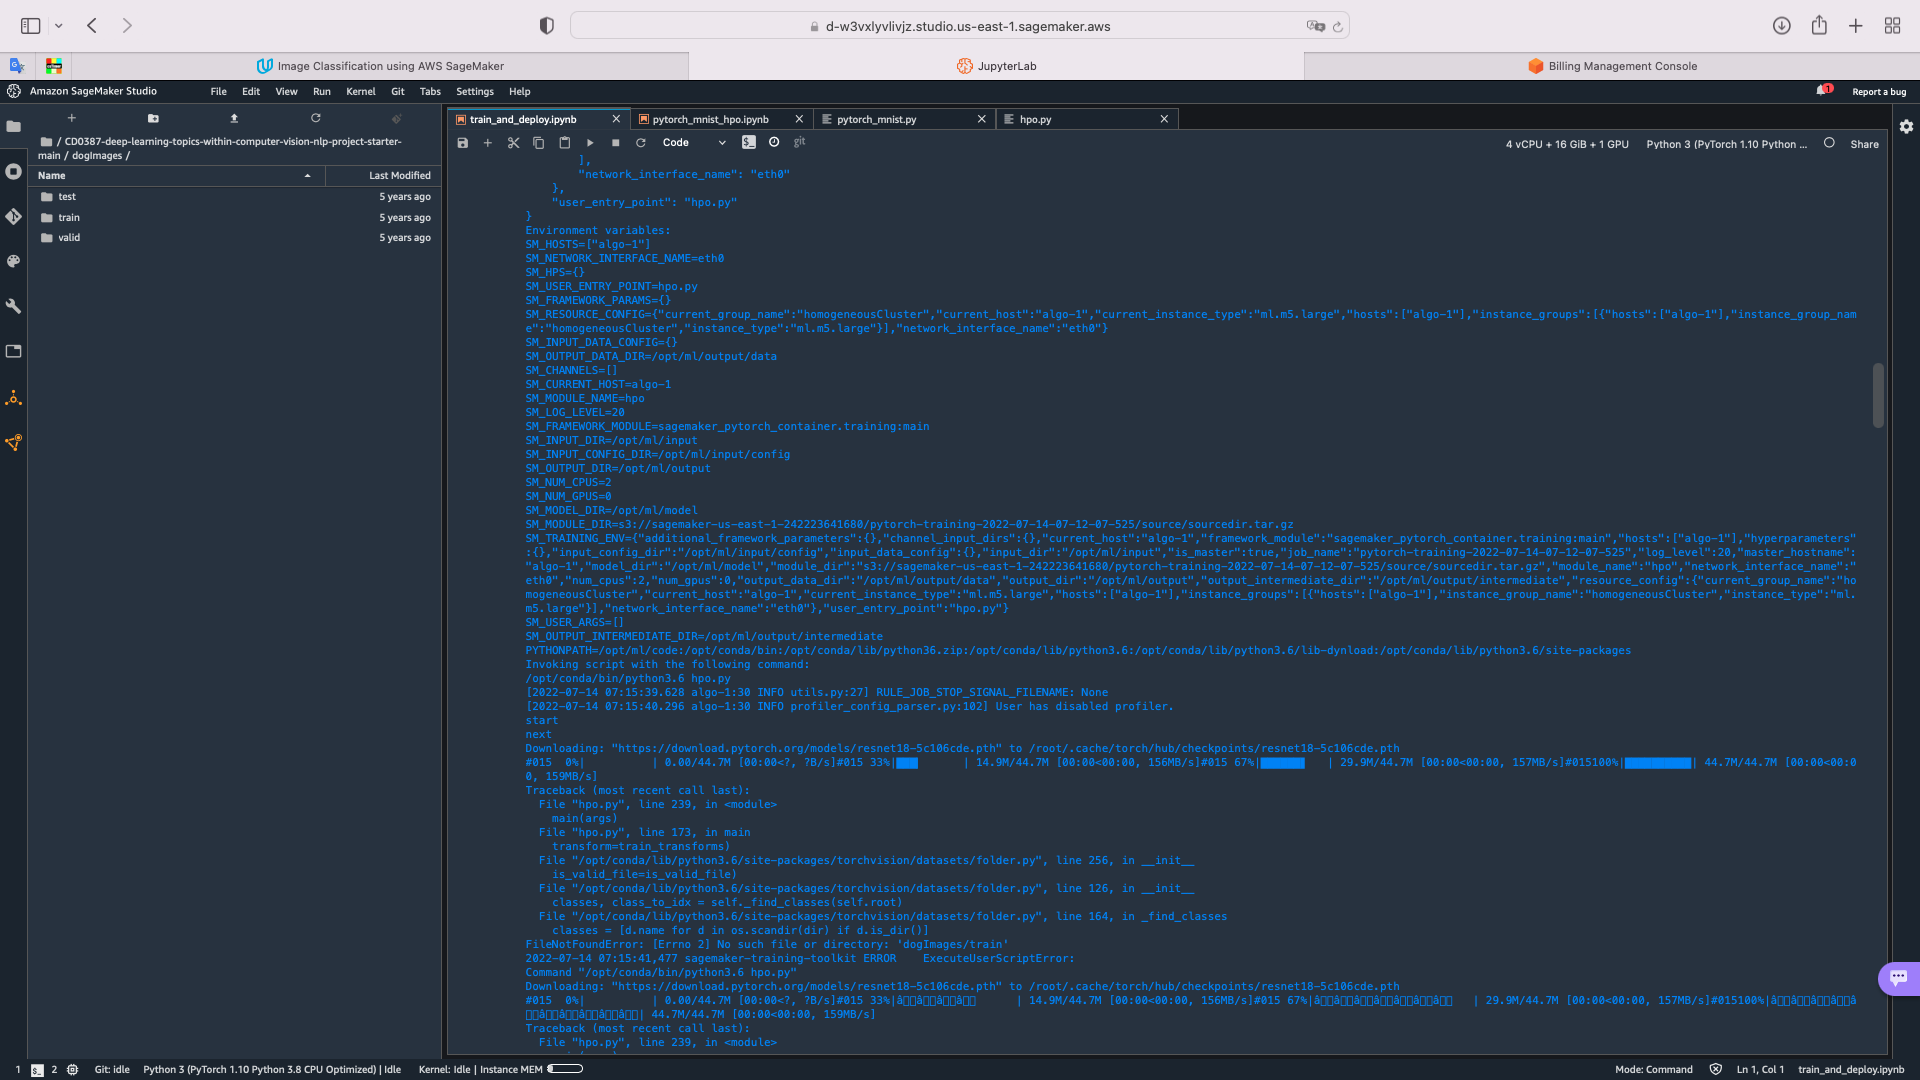 d-w3vxlyvlivjz.studio.us-east-1.sagemaker.aws
Image Classification using AWS SageMaker
JupyterLab
Billing Management Console
Amazon SageMaker Studio
File Edit View Run Kernel Git Tabs Settings Help
1
Report a bug
/ CD0387-deep-learning-topics-within-computer-vision-nlp-project-starter-
main / dogImages /
Name Last Modified
test 5 years ago
train 5 years ago
valid 5 years ago
train_and_deploy.ipynb
pytorch_mnist_hpo.ipynb
pytorch_mnist.py
hpo.py
Code
git
4 vCPU + 16 GiB + 1 GPU
Python 3 (PyTorch 1.10 Python ...
Share
],
"network_interface_name": "eth0"
},
"user_entry_point": "hpo.py"
}
Environment variables:
SM_HOSTS=["algo-1"]
SM_NETWORK_INTERFACE_NAME=eth0
SM_HPS={}
SM_USER_ENTRY_POINT=hpo.py
SM_FRAMEWORK_PARAMS={}
SM_RESOURCE_CONFIG={"current_group_name":"homogeneousCluster","current_host":"algo-1","current_instance_type":"ml.m5.large","hosts":["algo-1"],"instance_groups":[{"hosts":["algo-1"],"instance_group_nam
e":"homogeneousCluster","instance_type":"ml.m5.large"}],"network_interface_name":"eth0"}
SM_INPUT_DATA_CONFIG={}
SM_OUTPUT_DATA_DIR=/opt/ml/output/data
SM_CHANNELS=[]
SM_CURRENT_HOST=algo-1
SM_MODULE_NAME=hpo
SM_LOG_LEVEL=20
SM_FRAMEWORK_MODULE=sagemaker_pytorch_container.training:main
SM_INPUT_DIR=/opt/ml/input
SM_INPUT_CONFIG_DIR=/opt/ml/input/config
SM_OUTPUT_DIR=/opt/ml/output
SM_NUM_CPUS=2
SM_NUM_GPUS=0
SM_MODEL_DIR=/opt/ml/model
SM_MODULE_DIR=s3://sagemaker-us-east-1-242223641680/pytorch-training-2022-07-14-07-12-07-525/source/sourcedir.tar.gz
SM_TRAINING_ENV={"additional_framework_parameters":{},"channel_input_dirs":{},"current_host":"algo-1","framework_module":"sagemaker_pytorch_container.training:main","hosts":["algo-1"],"hyperparameters"
:{},"input_config_dir":"/opt/ml/input/config","input_data_config":{},"input_dir":"/opt/ml/input","is_master":true,"job_name":"pytorch-training-2022-07-14-07-12-07-525","log_level":20,"master_hostname":
"algo-1","model_dir":"/opt/ml/model","module_dir":"s3://sagemaker-us-east-1-242223641680/pytorch-training-2022-07-14-07-12-07-525/source/sourcedir.tar.gz","module_name":"hpo","network_interface_name":"
eth0","num_cpus":2,"num_gpus":0,"output_data_dir":"/opt/ml/output/data","output_dir":"/opt/ml/output","output_intermediate_dir":"/opt/ml/output/intermediate","resource_config":{"current_group_name":"ho
mogeneousCluster","current_host":"algo-1","current_instance_type":"ml.m5.large","hosts":["algo-1"],"instance_groups":[{"hosts":["algo-1"],"instance_group_name":"homogeneousCluster","instance_type":"ml.
m5.large"}],"network_interface_name":"eth0"},"user_entry_point":"hpo.py"}
SM_USER_ARGS=[]
SM_OUTPUT_INTERMEDIATE_DIR=/opt/ml/output/intermediate
PYTHONPATH=/opt/ml/code:/opt/conda/bin:/opt/conda/lib/python36.zip:/opt/conda/lib/python3.6:/opt/conda/lib/python3.6/lib-dynload:/opt/conda/lib/python3.6/site-packages
Invoking script with the following command:
/opt/conda/bin/python3.6 hpo.py
[2022-07-14 07:15:39.628 algo-1:30 INFO utils.py:27] RULE_JOB_STOP_SIGNAL_FILENAME: None
[2022-07-14 07:15:40.296 algo-1:30 INFO profiler_config_parser.py:102] User has disabled profiler.
start
next
Downloading: "https://download.pytorch.org/models/resnet18-5c106cde.pth" to /root/.cache/torch/hub/checkpoints/resnet18-5c106cde.pth
#015  0%|          | 0.00/44.7M [00:00<?, ?B/s]#015 33%|███       | 14.9M/44.7M [00:00<00:00, 156MB/s]#015 67%|██████    | 29.9M/44.7M [00:00<00:00, 157MB/s]#015100%|██████████| 44.7M/44.7M [00:00<00:0
0, 159MB/s]
Traceback (most recent call last):
File "hpo.py", line 239, in <module>
main(args)
File "hpo.py", line 173, in main
transform=train_transforms)
File "/opt/conda/lib/python3.6/site-packages/torchvision/datasets/folder.py", line 256, in __init__
is_valid_file=is_valid_file)
File "/opt/conda/lib/python3.6/site-packages/torchvision/datasets/folder.py", line 126, in __init__
classes, class_to_idx = self._find_classes(self.root)
File "/opt/conda/lib/python3.6/site-packages/torchvision/datasets/folder.py", line 164, in _find_classes
classes = [d.name for d in os.scandir(dir) if d.is_dir()]
FileNotFoundError: [Errno 2] No such file or directory: 'dogImages/train'
2022-07-14 07:15:41,477 sagemaker-training-toolkit ERROR    ExecuteUserScriptError:
Command "/opt/conda/bin/python3.6 hpo.py"
Downloading: "https://download.pytorch.org/models/resnet18-5c106cde.pth" to /root/.cache/torch/hub/checkpoints/resnet18-5c106cde.pth
#015  0%|          | 0.00/44.7M [00:00<?, ?B/s]#015 33%| | 14.9M/44.7M [00:00<00:00, 156MB/s]#015 67%| | 29.9M/44.7M [00:00<00:00, 157MB/s]#015100%|
| 44.7M/44.7M [00:00<00:00, 159MB/s]
Traceback (most recent call last):
File "hpo.py", line 239, in <module>
1
2
Git: idle
Python 3 (PyTorch 1.10 Python 3.8 CPU Optimized) | Idle
Kernel: Idle | Instance MEM
Mode: Command
Ln 1, Col 1
train_and_deploy.ipynb